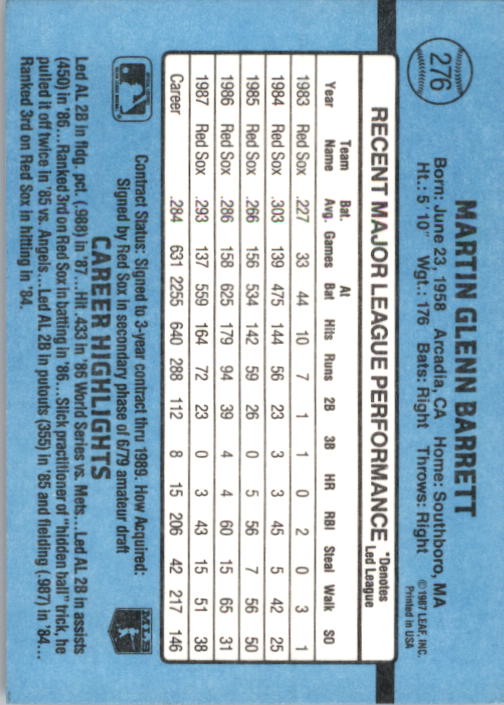 276
MARTIN GLENN BARRETT
Born: June 23, 1958 Arcadia, CA Home: Southboro, MA
Ht.: 5'10" Wgt.: 176 Bats: Right Throws: Right
©1987 LEAF, INC.
Printed in USA
RECENT MAJOR LEAGUE PERFORMANCE *Denotes Led League
Year Team Name Bat. Avg. Games At Bat Hits Runs 2B 3B HR RBI Steal Walk SO
1983 Red Sox .227 33 44 10 7 1 1 0 2 0 3 1
1984 Red Sox .303 139 475 144 56 23 3 3 45 5 42 25
1985 Red Sox .266 156 534 142 59 26 0 5 56 7 56 50
1986 Red Sox .286 158 625 179 94 39 4 4 60 15 65 31
1987 Red Sox .293 137 559 164 72 23 0 3 43 15 51 38
Career .284 631 2255 640 288 112 8 15 206 42 217 146
Contract Status: Signed to 3-year contract thru 1989. How Acquired:
Signed by Red Sox in secondary phase of 6/79 amateur draft
MLB
CAREER HIGHLIGHTS
Led AL 2B in fldg. pct. (.988) in '87...Hit .433 in '86 World Series vs. Mets...Led AL 2B in assists
(450) in '86...Ranked 3rd on Red Sox in batting in '86...Slick practitioner of "hidden ball" trick, he
pulled it off twice in '85 vs. Angels...Led AL 2B in putouts (355) in '85 and fielding (.987) in '84...
Ranked 3rd on Red Sox in hitting in '84.